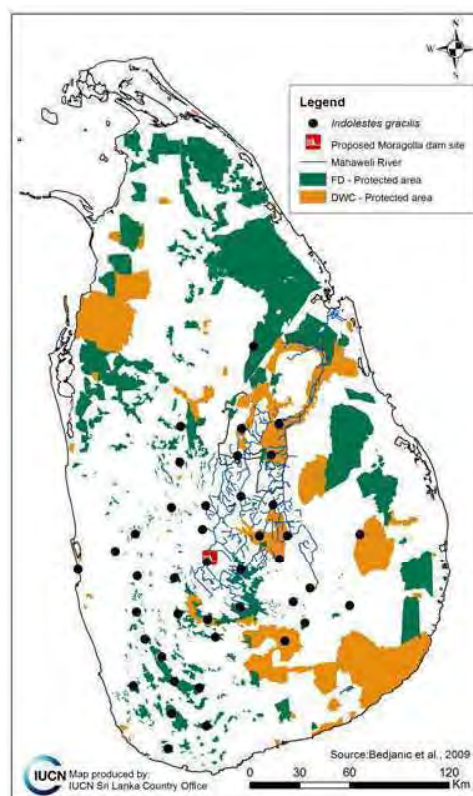 N
W
E
S
Legend
Indolestes gracilis
Proposed Moragolla dam site
Mahaweli River
FD - Protected area
DWC - Protected area
Source:Bedjanic et al., 2009
IUCN
Map produced by:
IUCN Sri Lanka Country Office
0 30 60 120
Km